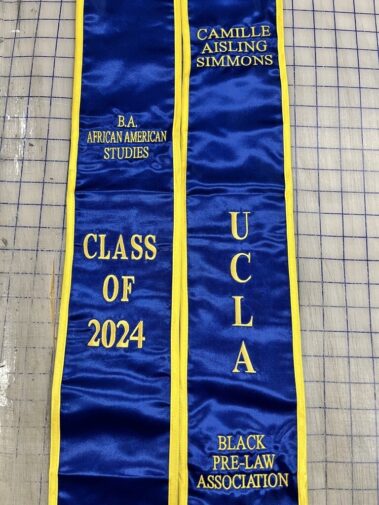 B.A.
AFRICAN AMERICAN
STUDIES
CLASS
OF
2024
CAMILLE
AISLING
SIMMONS
U
C
L
A
BLACK
PRE-LAW
ASSOCIATION